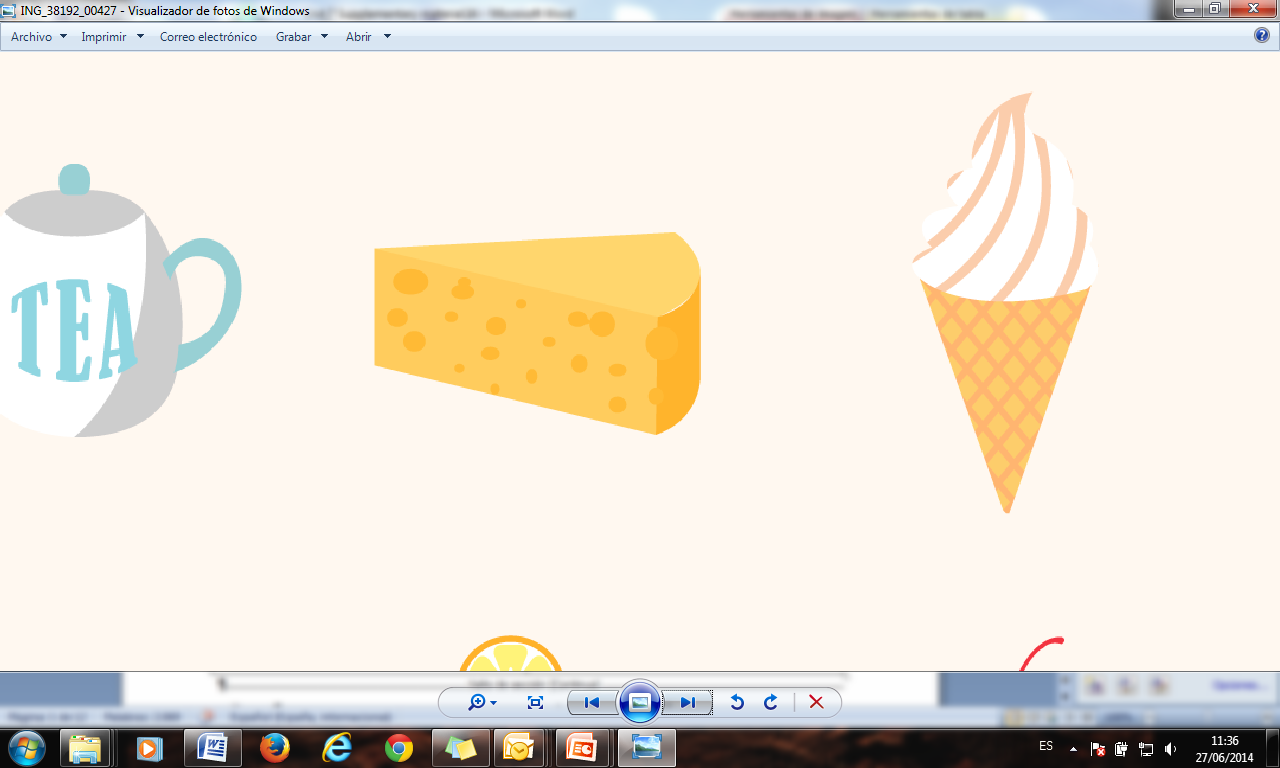 ING_38192_00427 - Visualizador de fotos de Windows
Archivo Imprimir Correo electrónico Grabar Abrir
TEA
ES
11:36
27/06/2014